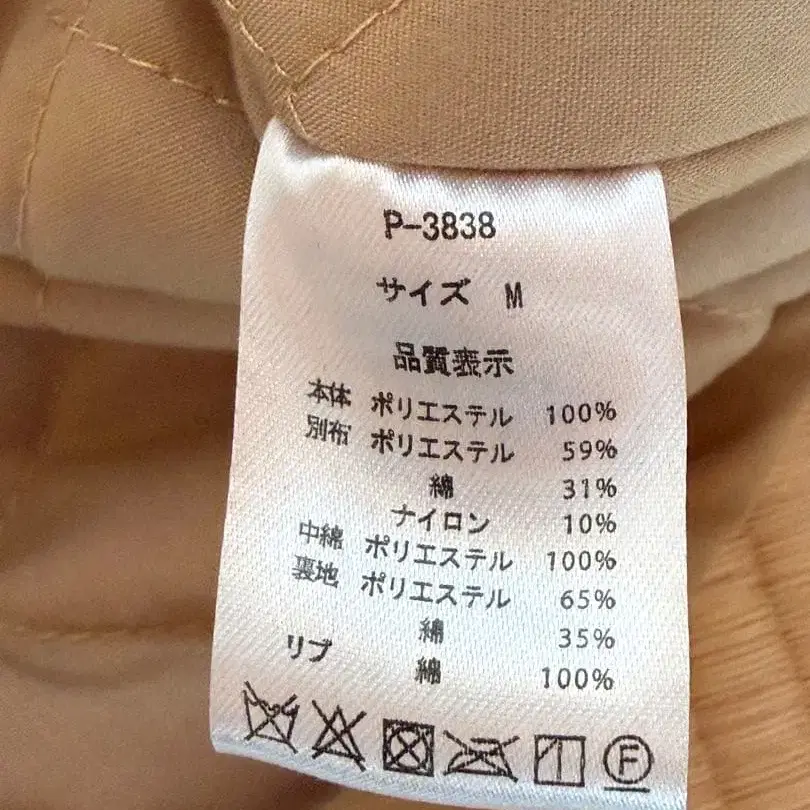 P-3838
サイズ M
品質表示
本体 ポリエステル 100%
別布 ポリエステル 59%
綿 31%
ナイロン 10%
中綿 ポリエステル 100%
裏地 ポリエステル 65%
綿 35%
リブ 綿 100%
F